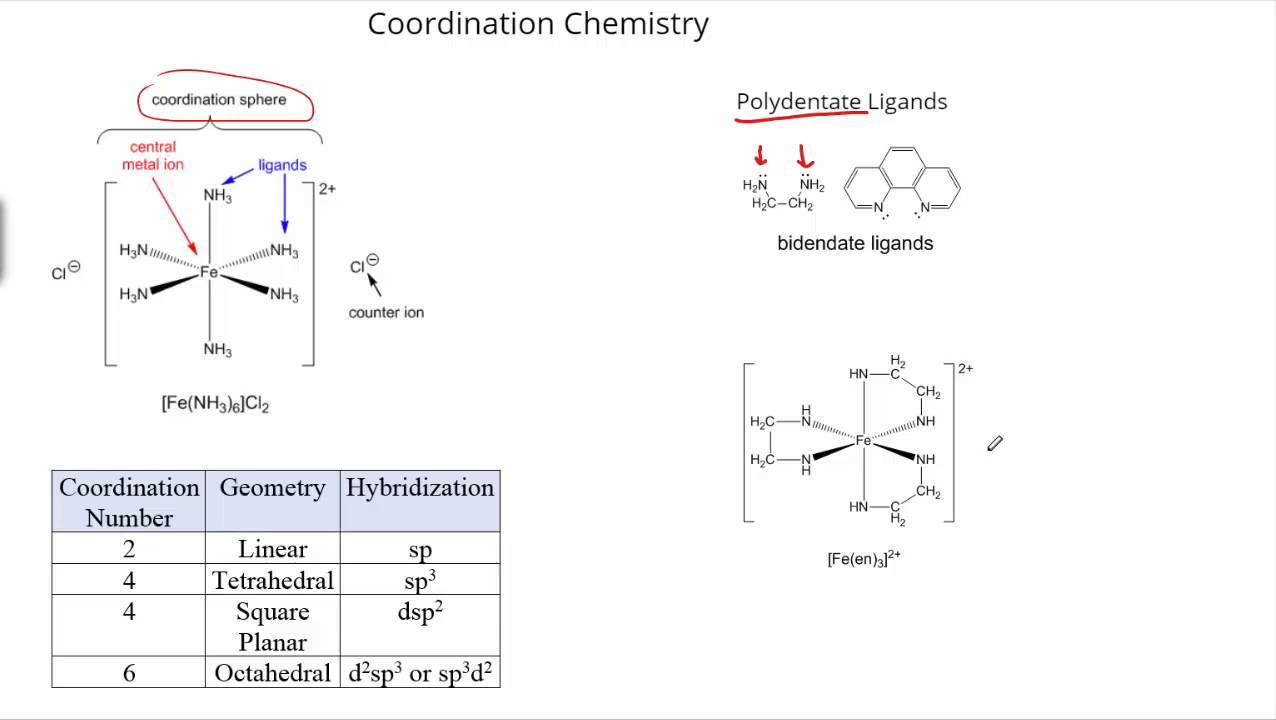 Coordination Chemistry
coordination sphere
central
metal ion
ligands
NH₃
2+
H₃N
NH₃
Fe
H₃N
NH₃
NH₃
Cl⊖
Cl⊖
counter ion
[Fe(NH₃)₆]Cl₂
Coordination Number Geometry Hybridization
2 Linear sp
4 Tetrahedral sp³
4 Square Planar dsp²
6 Octahedral d²sp³ or sp³d²
Polydentate Ligands
H₂N NH₂
H₂C–CH₂
N N
bidendate ligands
H₂
HN–C
2+
CH₂
H
H₂C–N
NH
Fe
H₂C–N
H
NH
CH₂
HN–C
H₂
[Fe(en)₃]²⁺